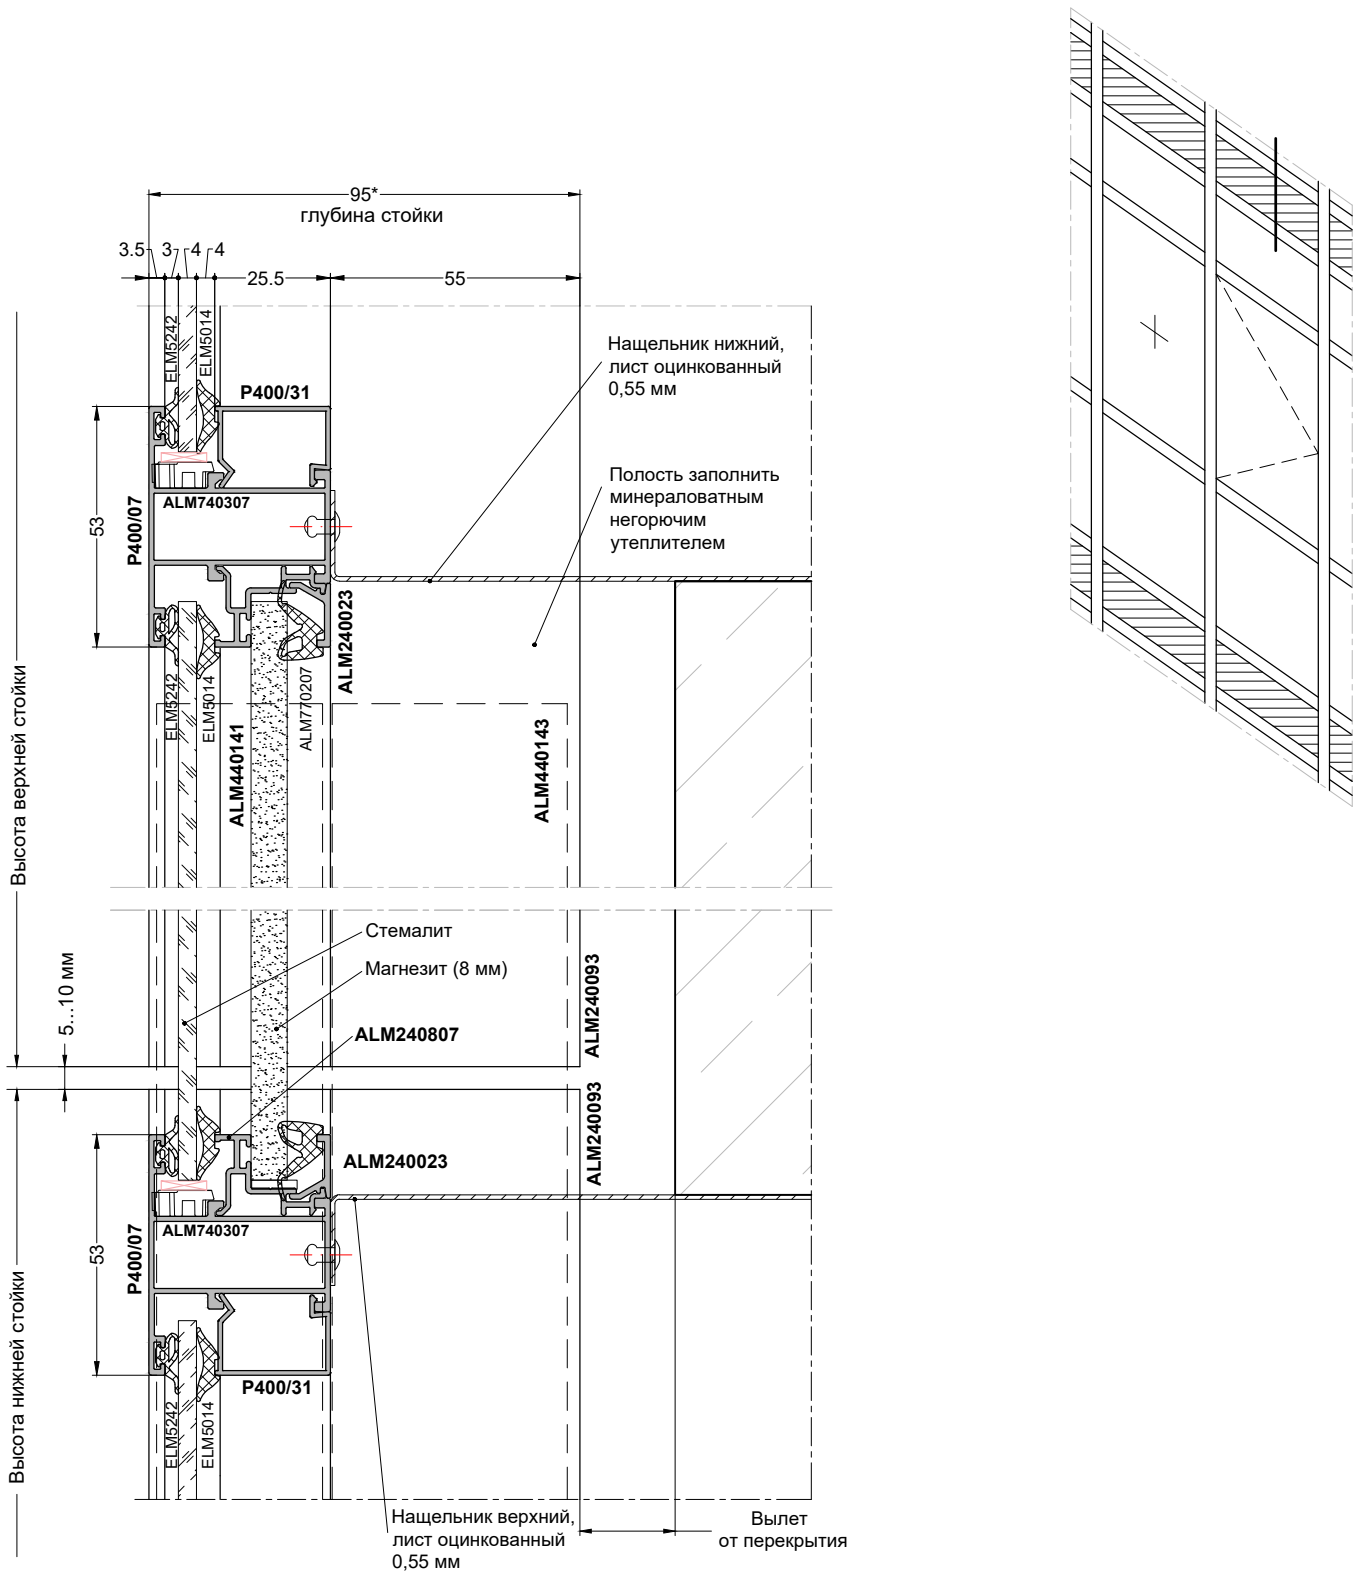 95*
глубина стойки
3.5
3
4
4
25.5
55
ELM5242
ELM5014
P400/31
Нащельник нижний,
лист оцинкованный
0,55 мм
Полость заполнить
минераловатным
негорючим
утеплителем
53
P400/07
ALM740307
ALM240023
ELM5242
ELM5014
ALM440141
ALM770207
ALM440143
Высота верхней стойки
Стемалит
Магнезит (8 мм)
5...10 мм
ALM240807
ALM240093
ALM240093
ALM240023
53
P400/07
ALM740307
P400/31
ELM5242
ELM5014
Высота нижней стойки
Нащельник верхний,
лист оцинкованный
0,55 мм
Вылет
от перекрытия